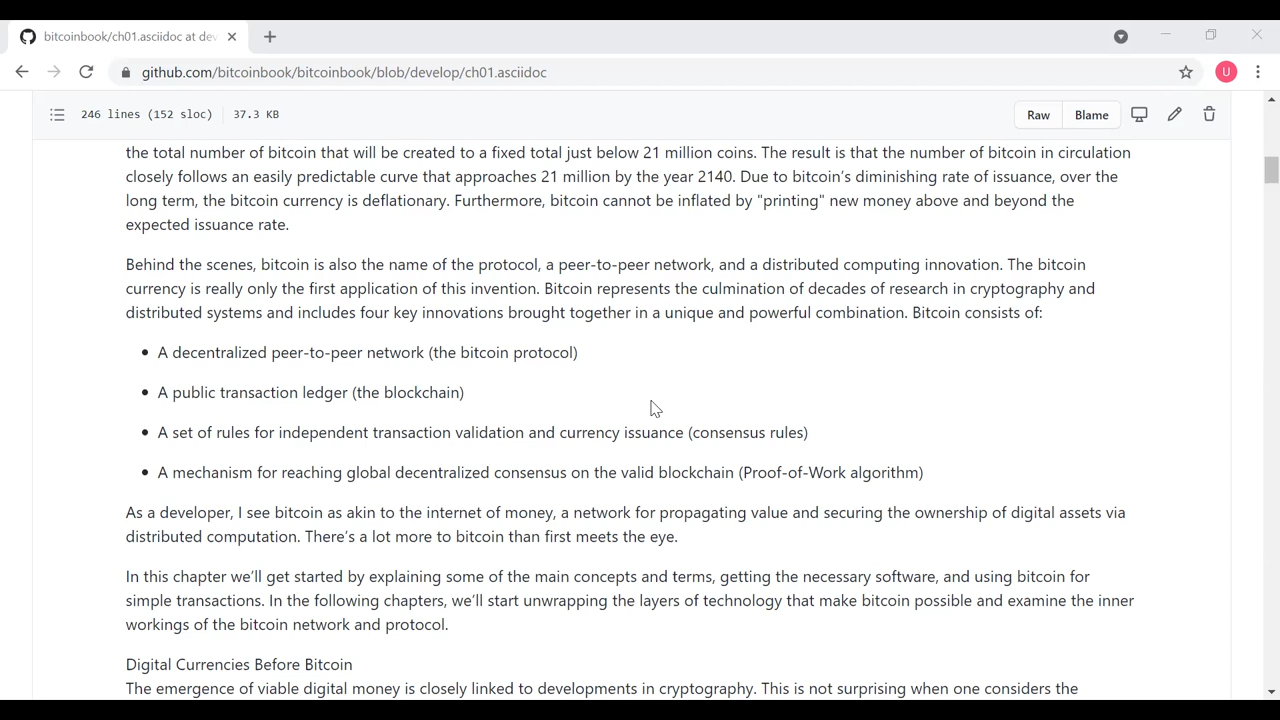 bitcoinbook/ch01.asciidoc at dev
github.com/bitcoinbook/bitcoinbook/blob/develop/ch01.asciidoc
U
246 lines (152 sloc) 37.3 KB
Raw Blame
the total number of bitcoin that will be created to a fixed total just below 21 million coins. The result is that the number of bitcoin in circulation
closely follows an easily predictable curve that approaches 21 million by the year 2140. Due to bitcoin's diminishing rate of issuance, over the
long term, the bitcoin currency is deflationary. Furthermore, bitcoin cannot be inflated by "printing" new money above and beyond the
expected issuance rate.
Behind the scenes, bitcoin is also the name of the protocol, a peer-to-peer network, and a distributed computing innovation. The bitcoin
currency is really only the first application of this invention. Bitcoin represents the culmination of decades of research in cryptography and
distributed systems and includes four key innovations brought together in a unique and powerful combination. Bitcoin consists of:
• A decentralized peer-to-peer network (the bitcoin protocol)
• A public transaction ledger (the blockchain)
• A set of rules for independent transaction validation and currency issuance (consensus rules)
• A mechanism for reaching global decentralized consensus on the valid blockchain (Proof-of-Work algorithm)
As a developer, I see bitcoin as akin to the internet of money, a network for propagating value and securing the ownership of digital assets via
distributed computation. There's a lot more to bitcoin than first meets the eye.
In this chapter we'll get started by explaining some of the main concepts and terms, getting the necessary software, and using bitcoin for
simple transactions. In the following chapters, we'll start unwrapping the layers of technology that make bitcoin possible and examine the inner
workings of the bitcoin network and protocol.
Digital Currencies Before Bitcoin
The emergence of viable digital money is closely linked to developments in cryptography. This is not surprising when one considers the